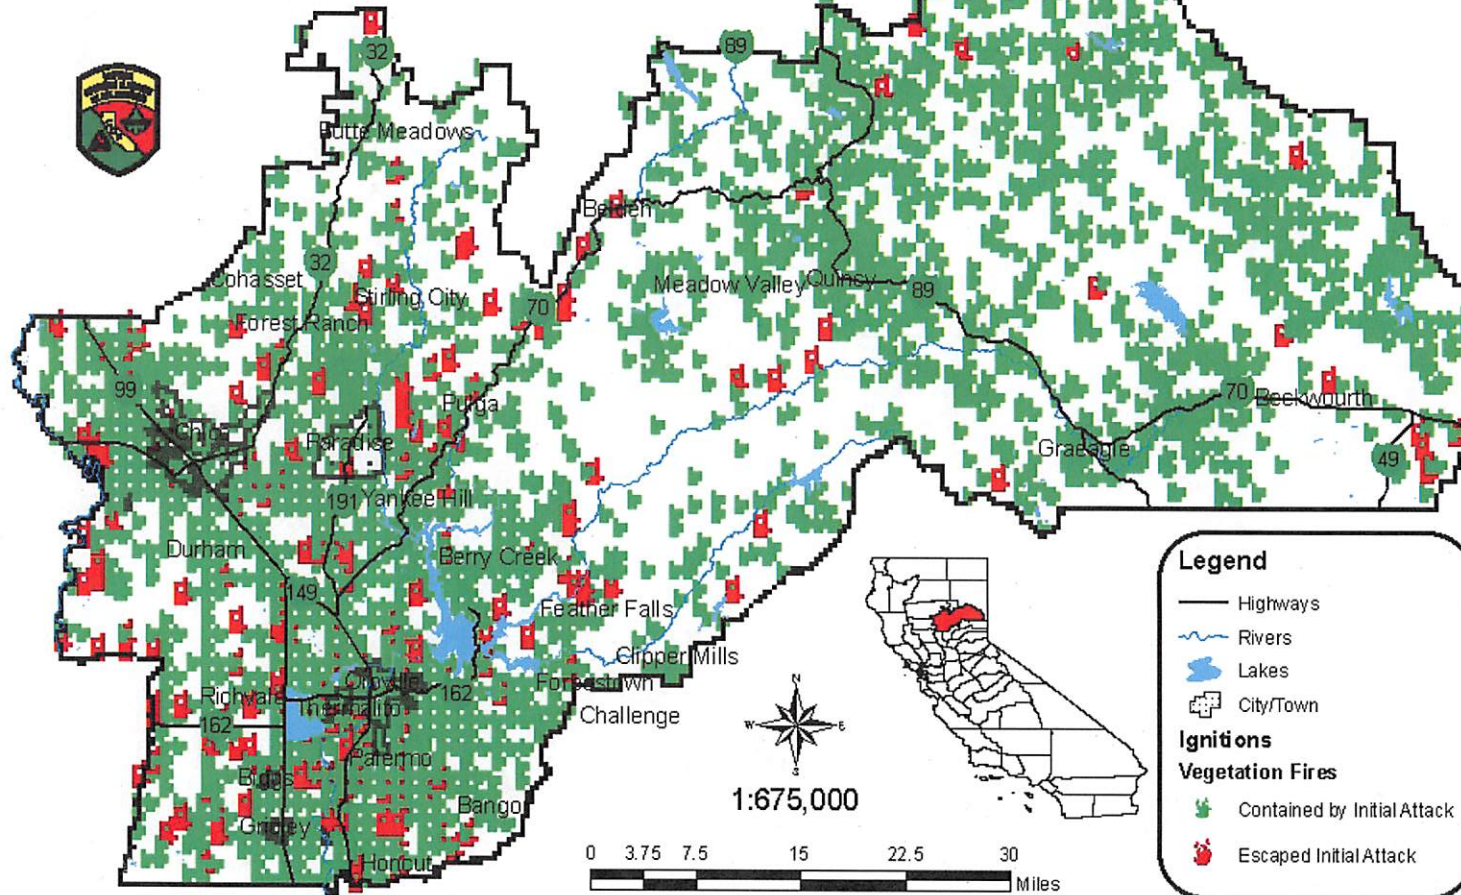 32
89
Butte Meadows
Belden
32
Cohasset
Stirling City
Meadow Valley
Quincy
89
70
Forest Ranch
99
70
Beckwourth
Pulga
Chico
Paradise
Graeagle
49
191
Yankee Hill
Durham
Berry Creek
149
Feather Falls
Clipper Mills
Oroville
Forbestown
Richvale
162
Thermalito
Challenge
162
Palermo
Biggs
Bangor
Gridley
Honcut
N
W
E
S
1:675,000
0 3.75 7.5 15 22.5 30
Miles
Legend
Highways
Rivers
Lakes
City/Town
Ignitions
Vegetation Fires
Contained by Initial Attack
Escaped Initial Attack